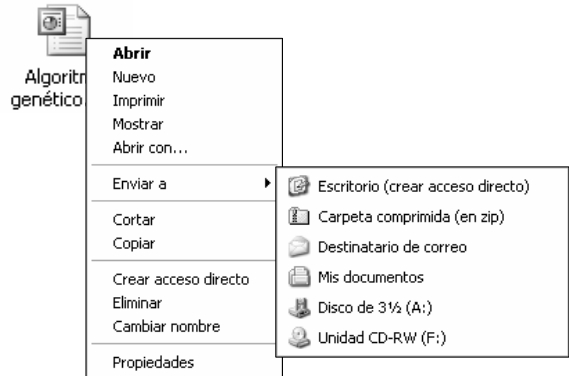 Algoritm
genético.
Abrir
Nuevo
Imprimir
Mostrar
Abrir con...
Enviar a
Cortar
Copiar
Crear acceso directo
Eliminar
Cambiar nombre
Propiedades
Escritorio (crear acceso directo)
Carpeta comprimida (en zip)
Destinatario de correo
Mis documentos
Disco de 3½ (A:)
Unidad CD-RW (F:)